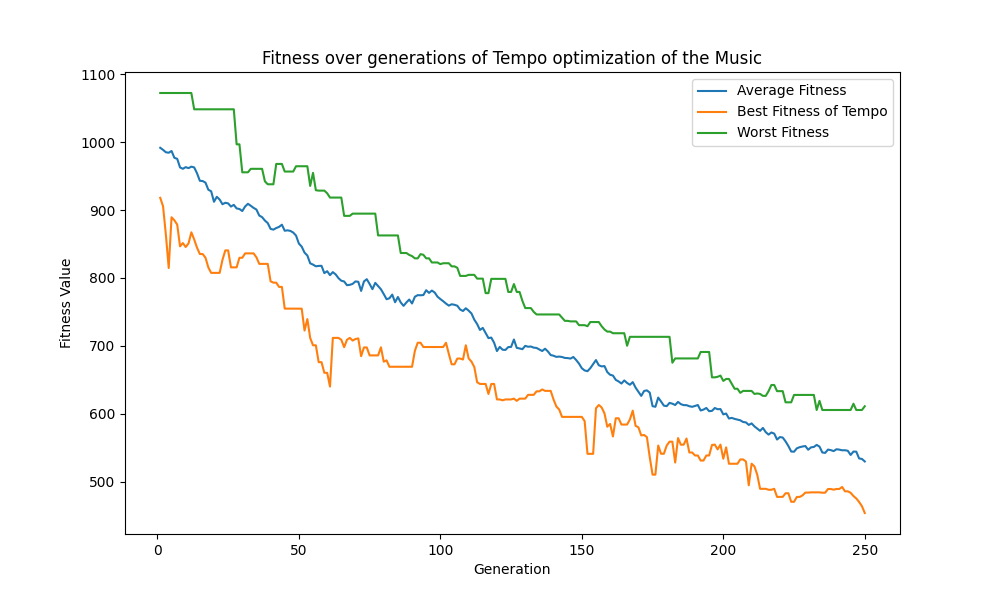 Fitness over generations of Tempo optimization of the Music
Average Fitness
Best Fitness of Tempo
Worst Fitness
Fitness Value
1100
1000
900
800
700
600
500
0
50
100
150
200
250
Generation